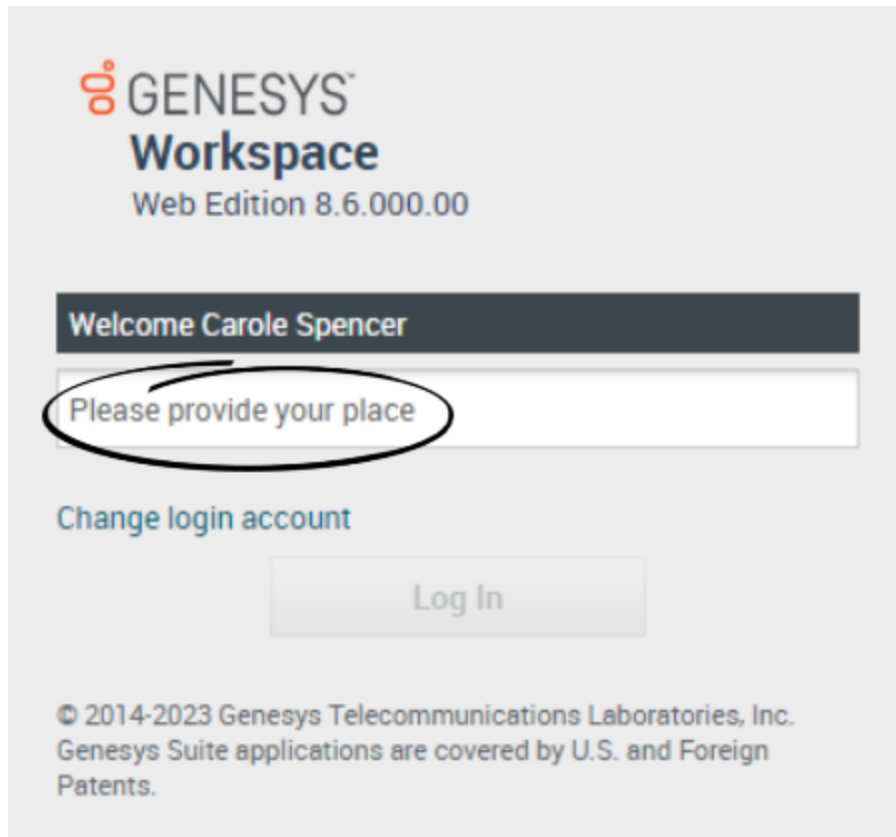 GENESYS™
Workspace
Web Edition 8.6.000.00
Welcome Carole Spencer
Please provide your place
Change login account
Log In
© 2014-2023 Genesys Telecommunications Laboratories, Inc.
Genesys Suite applications are covered by U.S. and Foreign
Patents.